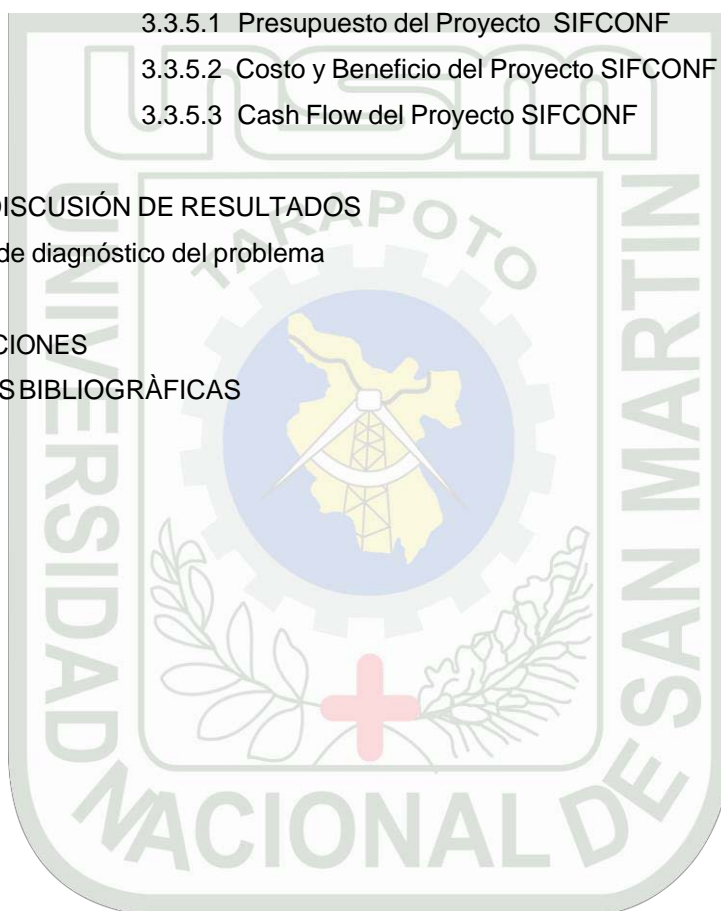 3.3.5.1 Presupuesto del Proyecto SIFCONF
3.3.5.2 Costo y Beneficio del Proyecto SIFCONF
3.3.5.3 Cash Flow del Proyecto SIFCONF
DISCUSIÓN DE RESULTADOS
de diagnóstico del problema
CIONES
S BIBLIOGRÀFICAS
unsm
TARAPOTO
UNIVERSIDAD
NACIONAL DE
SAN MARTIN